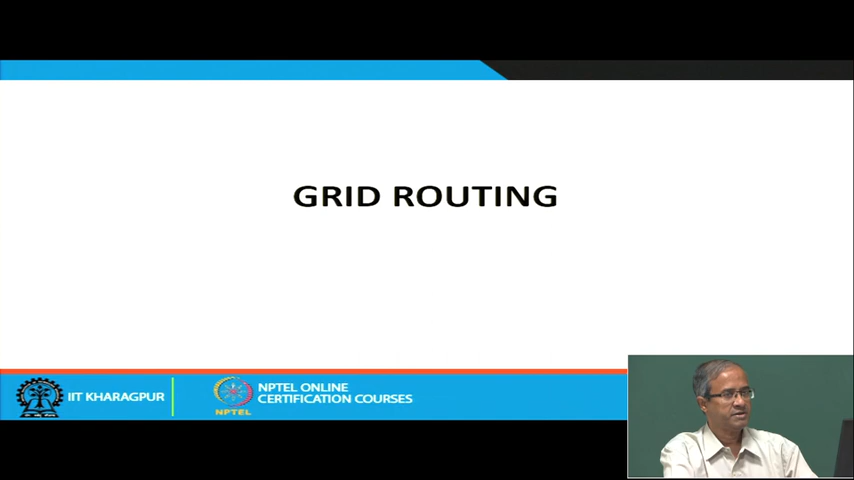 GRID ROUTING
IIT KHARAGPUR
NPTEL
NPTEL ONLINE
CERTIFICATION COURSES